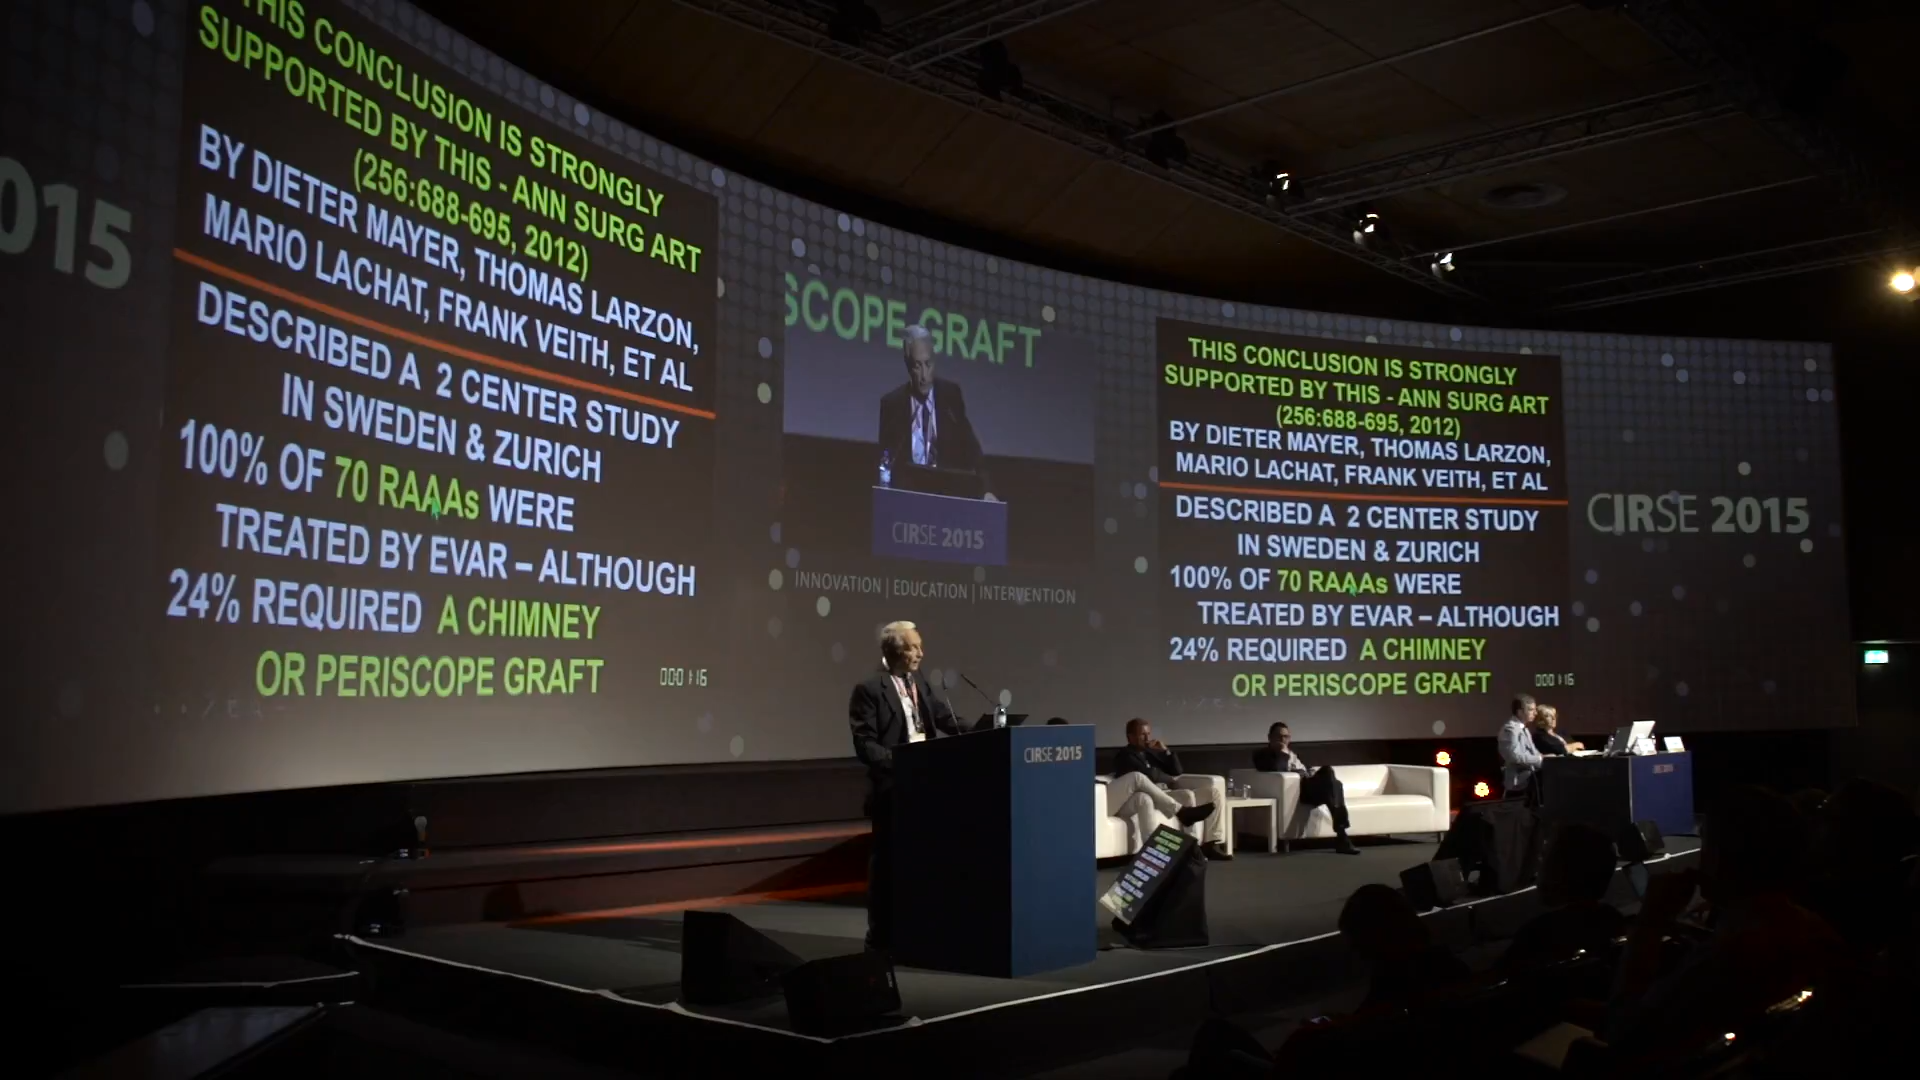 2015
THIS CONCLUSION IS STRONGLY
SUPPORTED BY THIS - ANN SURG ART
(256:688-695, 2012)
BY DIETER MAYER, THOMAS LARZON,
MARIO LACHAT, FRANK VEITH, ET AL
DESCRIBED A 2 CENTER STUDY
IN SWEDEN & ZURICH
100% OF 70 RAAAs WERE
TREATED BY EVAR – ALTHOUGH
24% REQUIRED A CHIMNEY
OR PERISCOPE GRAFT
SCOPE GRAFT
CIRSE 2015
INNOVATION | EDUCATION | INTERVENTION
THIS CONCLUSION IS STRONGLY
SUPPORTED BY THIS - ANN SURG ART
(256:688-695, 2012)
BY DIETER MAYER, THOMAS LARZON,
MARIO LACHAT, FRANK VEITH, ET AL
DESCRIBED A 2 CENTER STUDY
IN SWEDEN & ZURICH
100% OF 70 RAAAs WERE
TREATED BY EVAR – ALTHOUGH
24% REQUIRED A CHIMNEY
OR PERISCOPE GRAFT
CIRSE 2015
CIRSE 2015